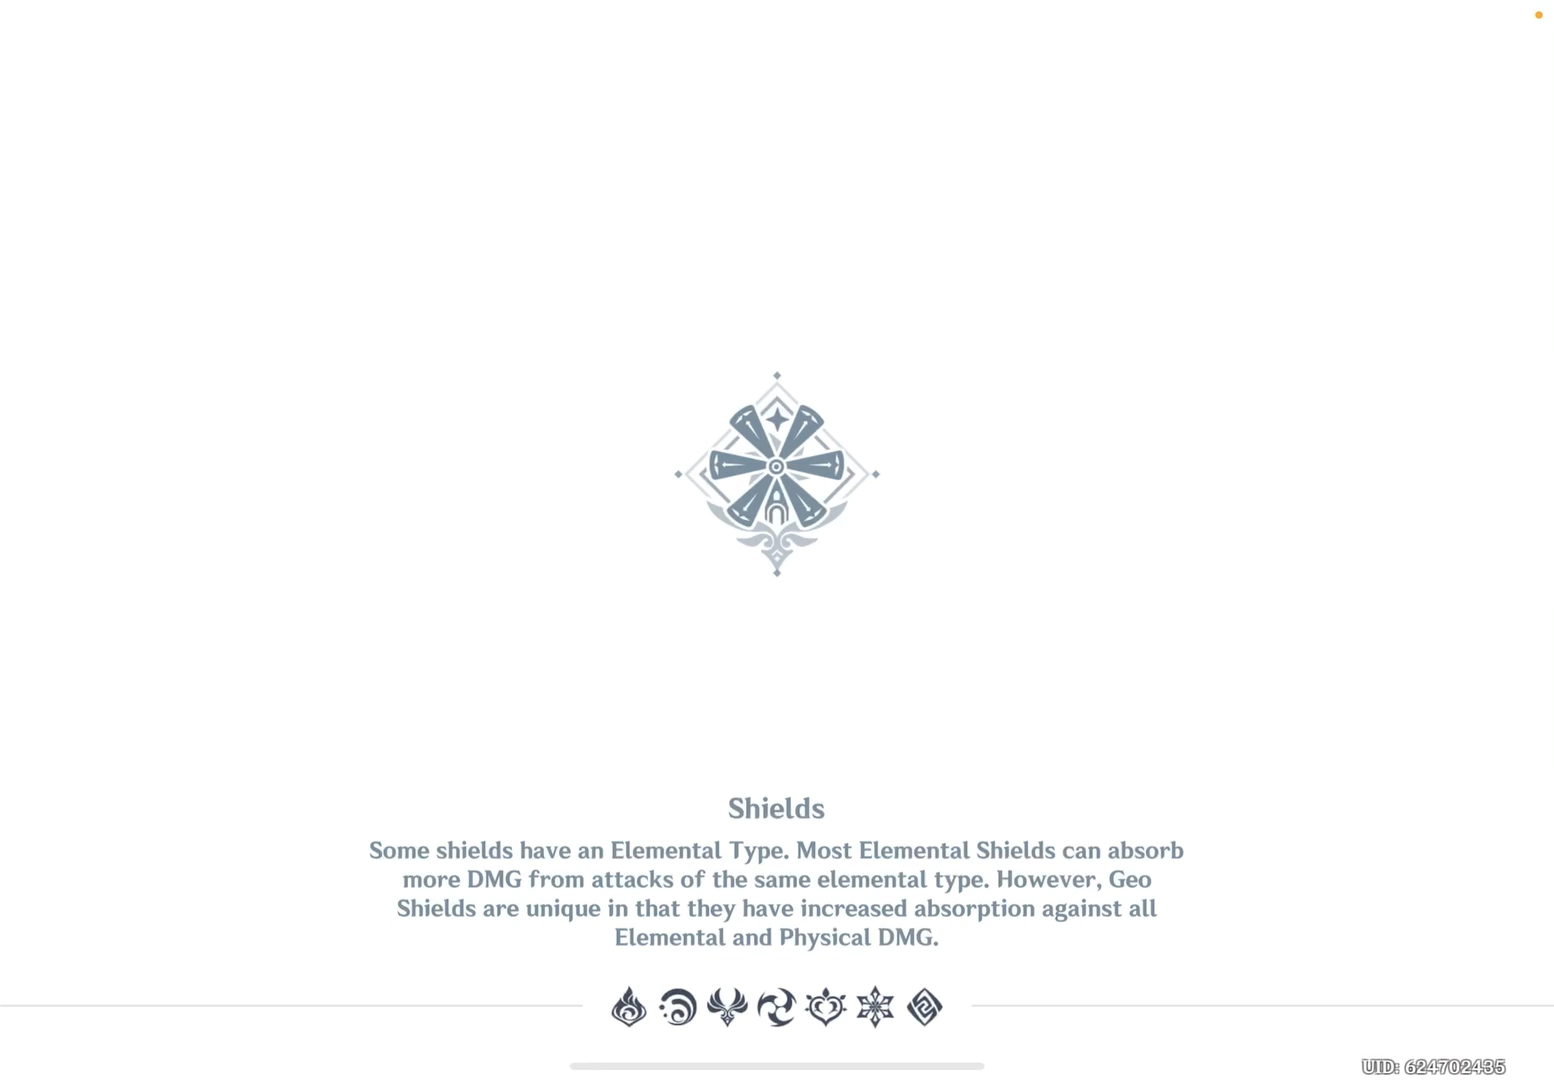 Shields
Some shields have an Elemental Type. Most Elemental Shields can absorb
more DMG from attacks of the same elemental type. However, Geo
Shields are unique in that they have increased absorption against all
Elemental and Physical DMG.
UID: 624702435